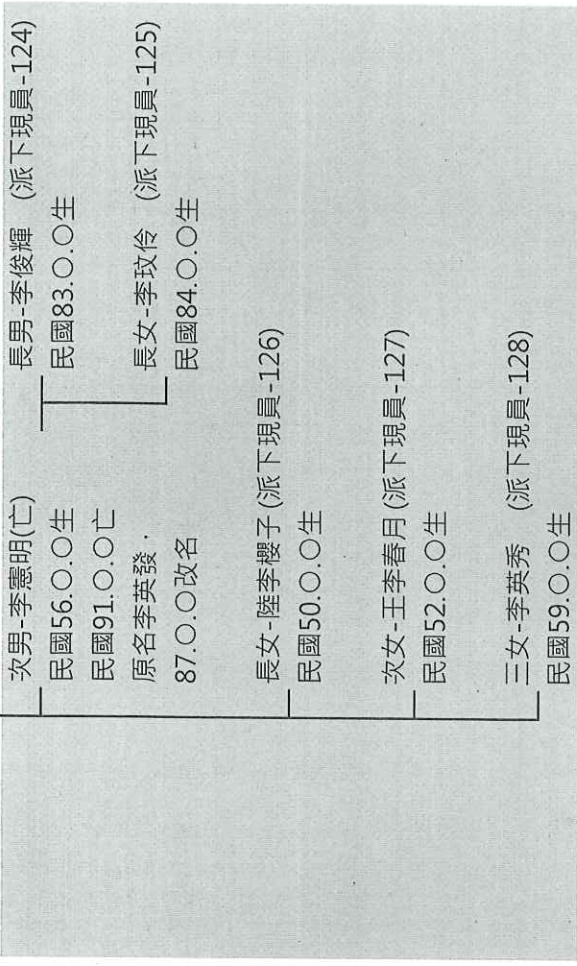 次男-李憲明(亡)
民國56.○.○生
民國91.○.○亡
原名李英發，
87.○.○改名
長男-李俊輝 (派下現員-124)
民國83.○.○生
長女-李玟伶 (派下現員-125)
民國84.○.○生
長女-陸李櫻子(派下現員-126)
民國50.○.○生
次女-王李春月(派下現員-127)
民國52.○.○生
三女-李英秀 (派下現員-128)
民國59.○.○生